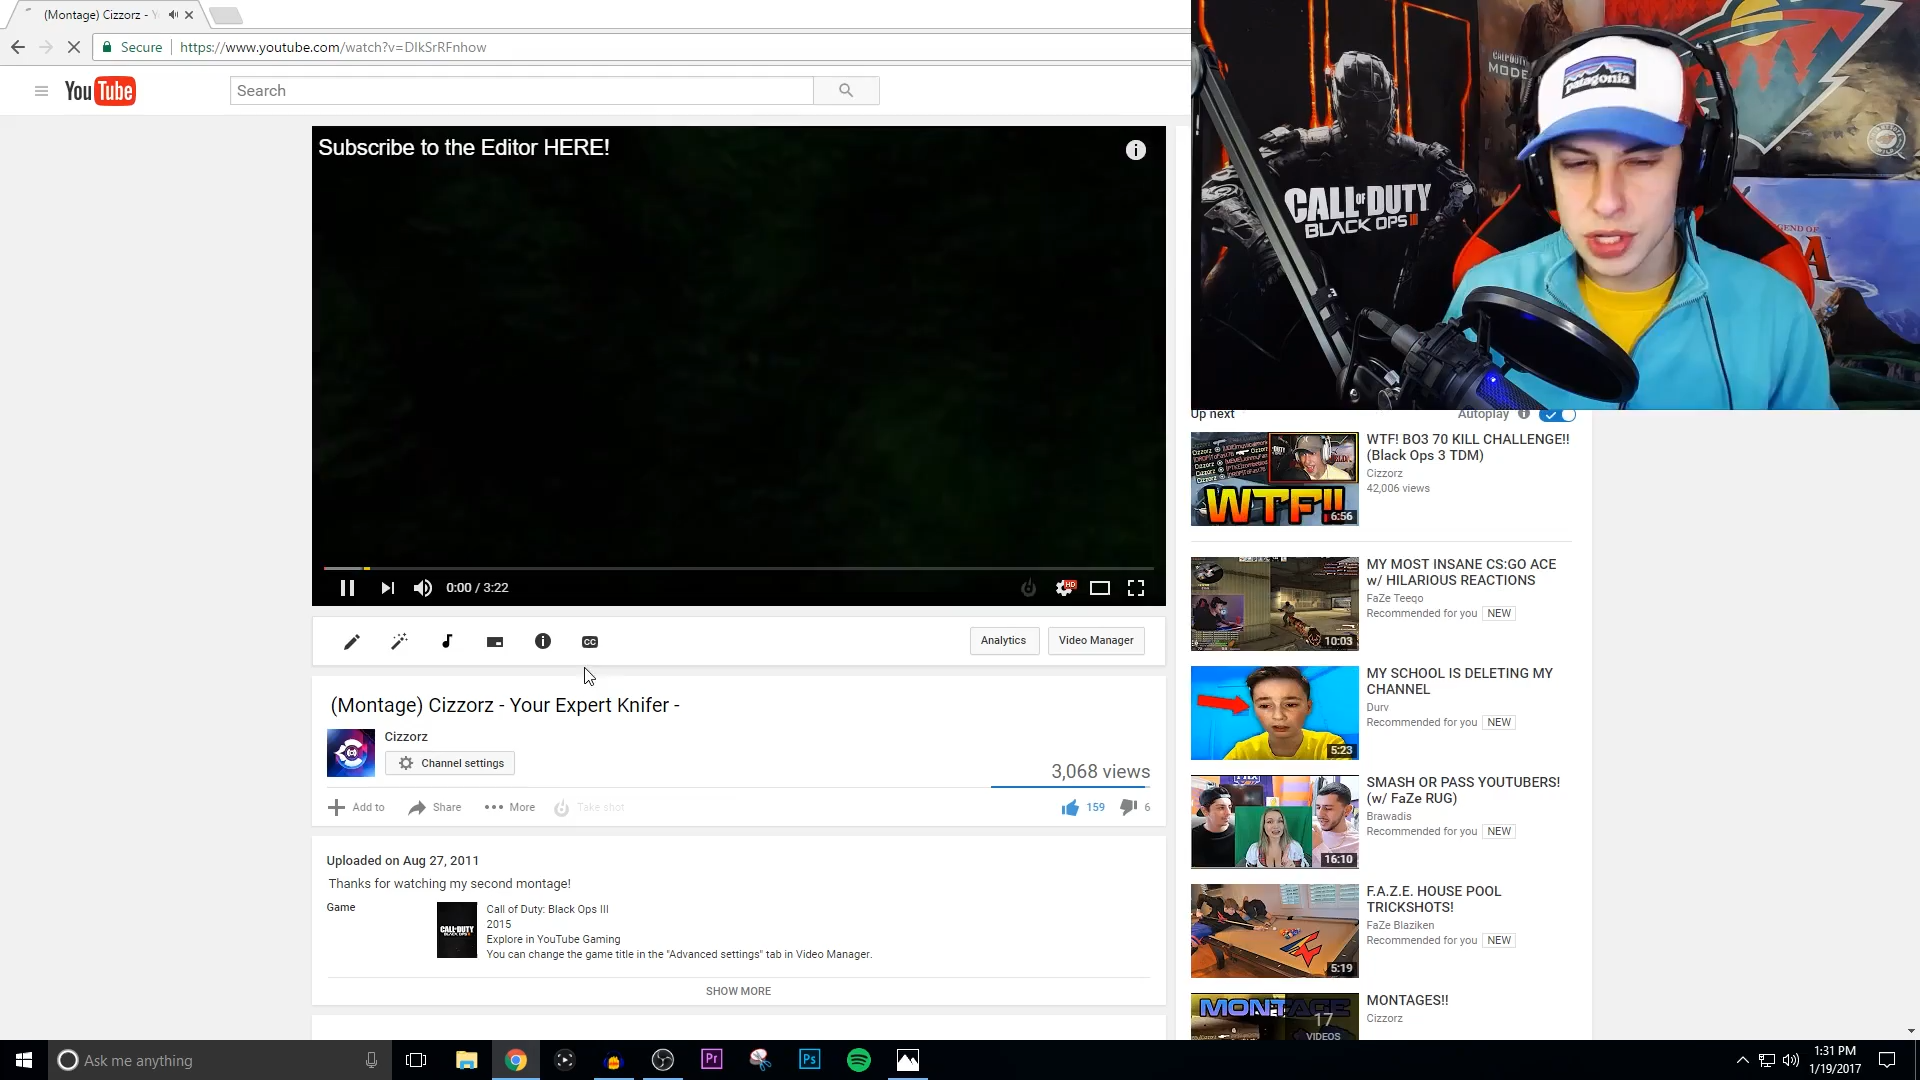 (Montage) Cizzorz - Y
Secure
https://www.youtube.com/watch?v=DIkSrRFnhow
YouTube
Search
Subscribe to the Editor HERE!
0:00 / 3:22
HD
CC
Analytics
Video Manager
(Montage) Cizzorz - Your Expert Knifer -
Cizzorz
Channel settings
3,068 views
Add to
Share
More
Take shot
159
6
Uploaded on Aug 27, 2011
Thanks for watching my second montage!
Game
CALL OF DUTY
Call of Duty: Black Ops III
2015
Explore in YouTube Gaming
You can change the game title in the "Advanced settings" tab in Video Manager.
SHOW MORE
CALL OF DUTY
BLACK OPS III
patagonia
Up next
Autoplay
WTF!!
6:56
WTF! BO3 70 KILL CHALLENGE!!
(Black Ops 3 TDM)
Cizzorz
42,006 views
10:03
MY MOST INSANE CS:GO ACE
w/ HILARIOUS REACTIONS
FaZe Teeqo
Recommended for you
NEW
5:23
MY SCHOOL IS DELETING MY
CHANNEL
Durv
Recommended for you
NEW
16:10
SMASH OR PASS YOUTUBERS!
(w/ FaZe RUG)
Brawadis
Recommended for you
NEW
5:19
F.A.Z.E. HOUSE POOL
TRICKSHOTS!
FaZe Blaziken
Recommended for you
NEW
MONTAGE
17
VIDEOS
MONTAGES!!
Cizzorz
Ask me anything
Pr
Ps
1:31 PM
1/19/2017